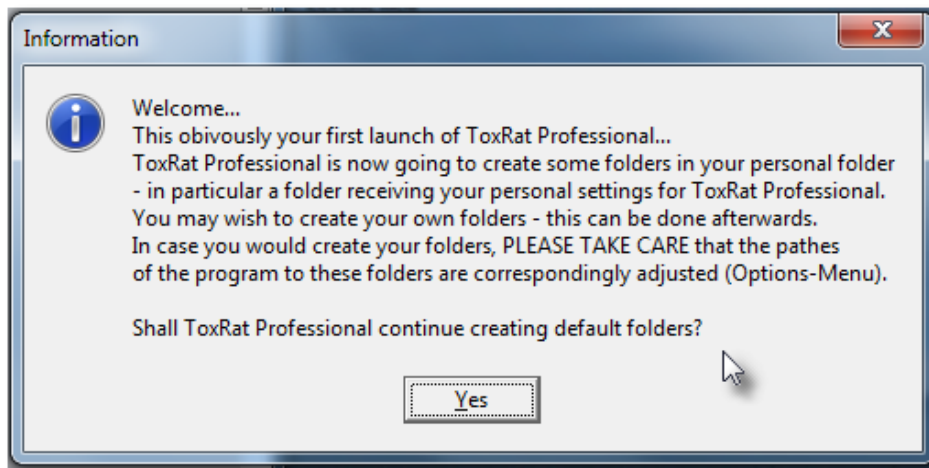 Information
Welcome...
This obivously your first launch of ToxRat Professional...
ToxRat Professional is now going to create some folders in your personal folder
- in particular a folder receiving your personal settings for ToxRat Professional.
You may wish to create your own folders - this can be done afterwards.
In case you would create your folders, PLEASE TAKE CARE that the pathes
of the program to these folders are correspondingly adjusted (Options-Menu).
Shall ToxRat Professional continue creating default folders?
Yes